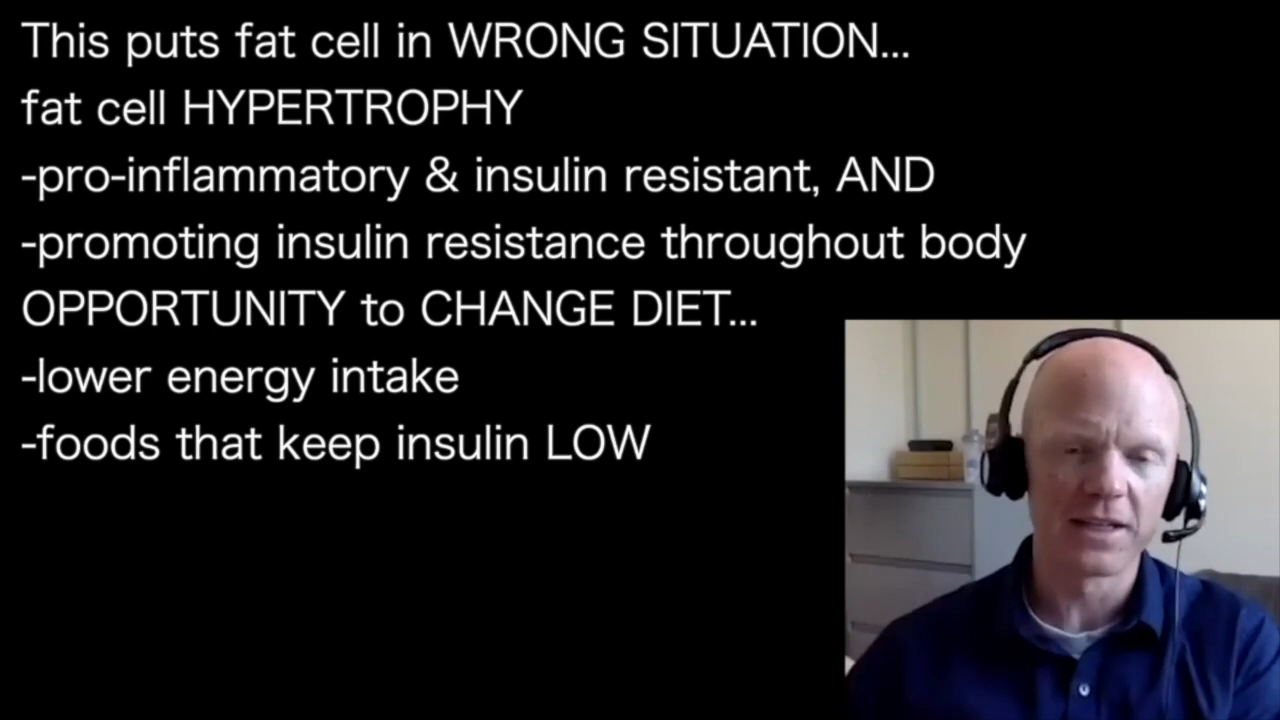 This puts fat cell in WRONG SITUATION...
fat cell HYPERTROPHY
-pro-inflammatory & insulin resistant, AND
-promoting insulin resistance throughout body
OPPORTUNITY to CHANGE DIET...
-lower energy intake
-foods that keep insulin LOW